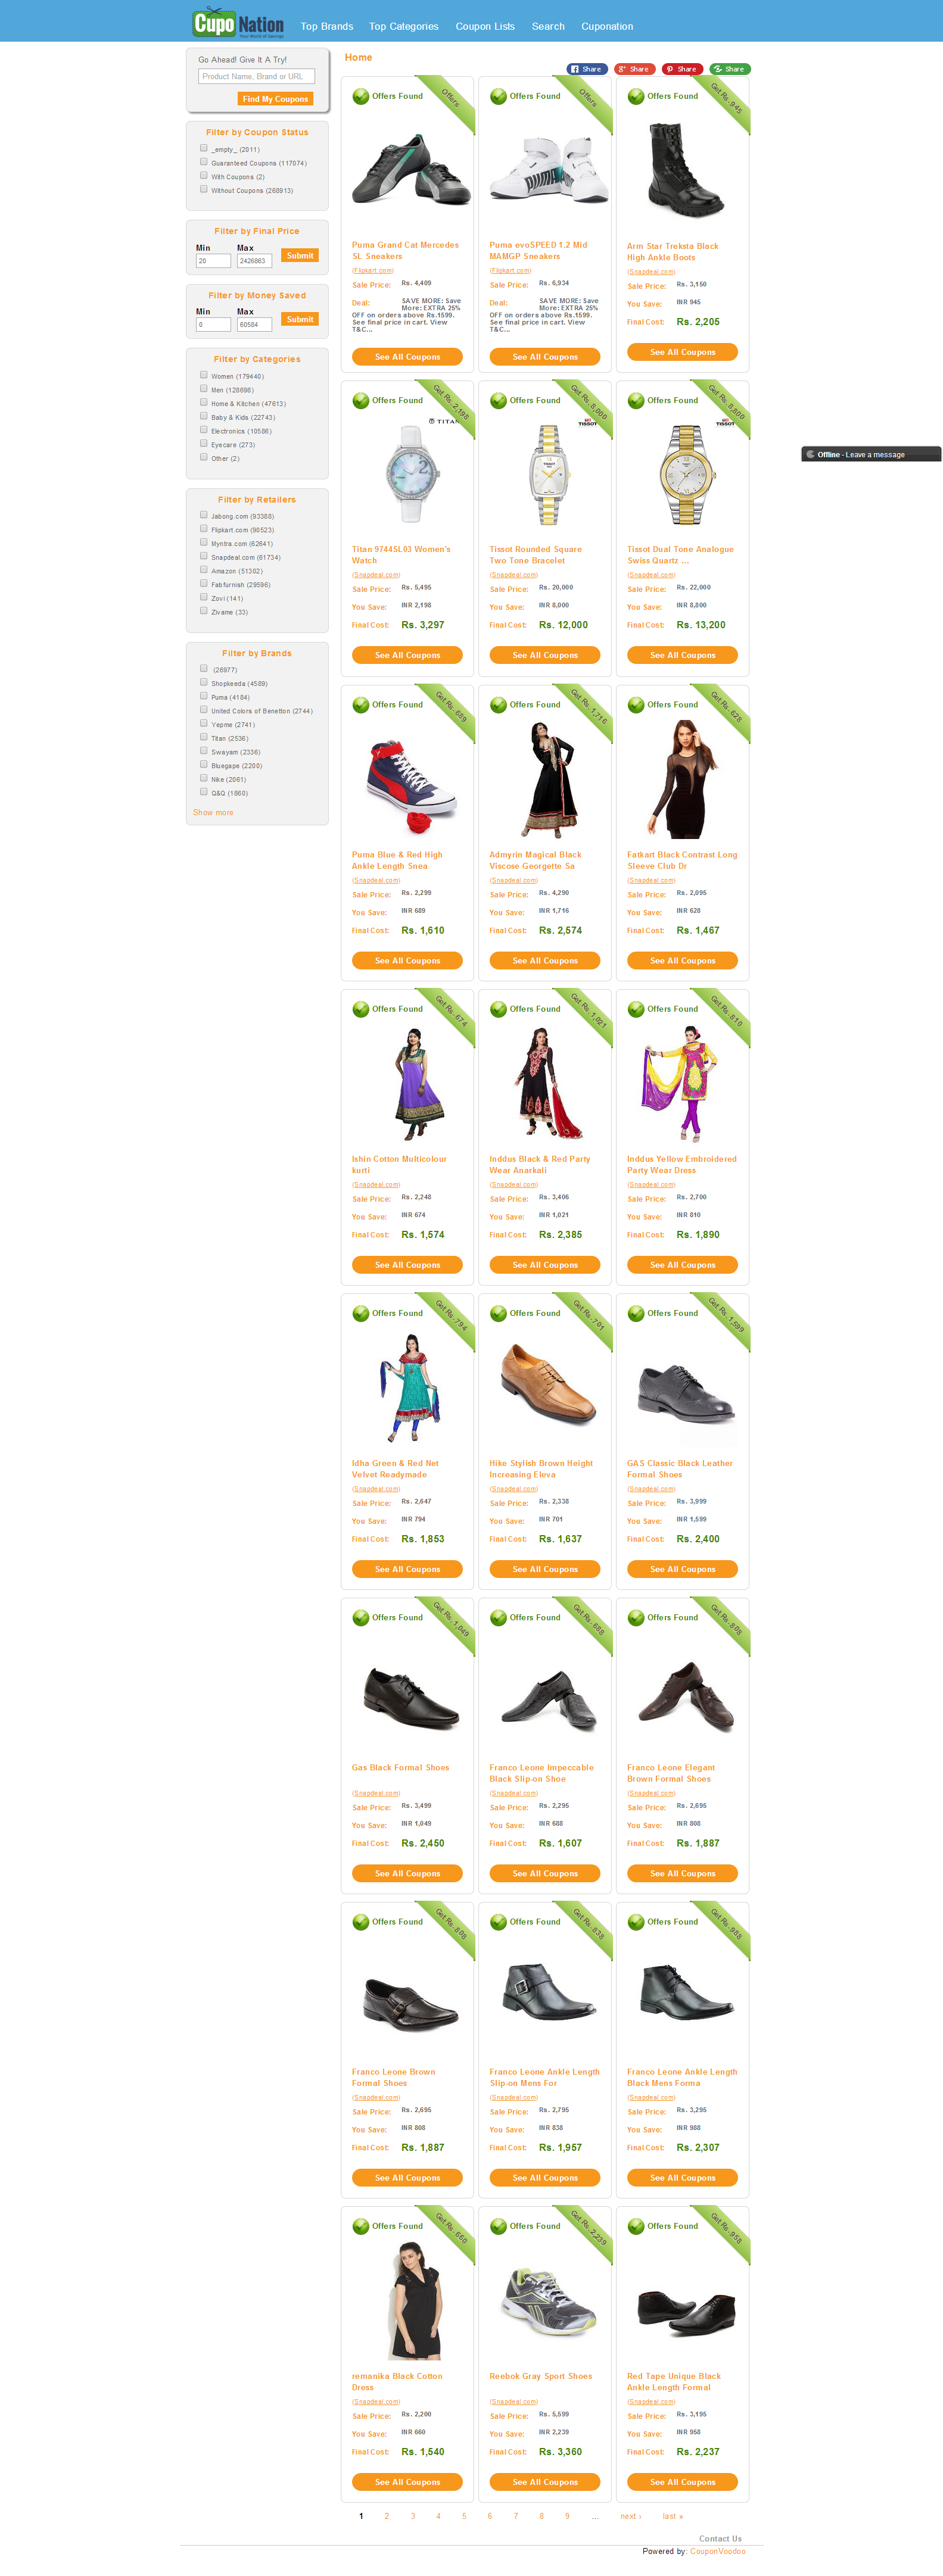 Cupo Nation
Your World of Savings
Top Brands Top Categories Coupon Lists Search Cuponation
Go Ahead! Give It A Try!
Product Name, Brand or URL
Find My Coupons
Filter by Coupon Status
_empty_ (2011)
Guaranteed Coupons (117074)
With Coupons (2)
Without Coupons (268913)
Filter by Final Price
Min Max
20 2426863 Submit
Filter by Money Saved
Min Max
0 60584 Submit
Filter by Categories
Women (179440)
Men (128698)
Home & Kitchen (47613)
Baby & Kids (22743)
Electronics (10586)
Eyecare (273)
Other (2)
Filter by Retailers
Jabong.com (93388)
Flipkart.com (90523)
Myntra.com (62641)
Snapdeal.com (61734)
Amazon (51302)
Fabfurnish (29596)
Zovi (141)
Zivame (33)
Filter by Brands
(26977)
Shopkeeda (4589)
Puma (4184)
United Colors of Benetton (2744)
Yepme (2741)
Titan (2536)
Swayam (2336)
Bluegape (2200)
Nike (2061)
Q&Q (1860)
Show more
Home
Share Share Share Share
Offers Found Offers
Puma Grand Cat Mercedes
SL Sneakers
(Flipkart.com)
Sale Price: Rs. 4,409
Deal: SAVE MORE: Save
More: EXTRA 25%
OFF on orders above Rs.1599.
See final price in cart. View
T&C...
See All Coupons
Offers Found Offers
PUMA
Puma evoSPEED 1.2 Mid
MAMGP Sneakers
(Flipkart.com)
Sale Price: Rs. 6,934
Deal: SAVE MORE: Save
More: EXTRA 25%
OFF on orders above Rs.1599.
See final price in cart. View
T&C...
See All Coupons
Offers Found Get Rs. 945
Arm Star Treksta Black
High Ankle Boots
(Snapdeal.com)
Sale Price: Rs. 3,150
You Save: INR 945
Final Cost: Rs. 2,205
See All Coupons
Offers Found Get Rs. 2,198
TITAN
Titan 9744SL03 Women's
Watch
(Snapdeal.com)
Sale Price: Rs. 5,495
You Save: INR 2,198
Final Cost: Rs. 3,297
See All Coupons
Offers Found Get Rs. 8,000
TISSOT
Tissot Rounded Square
Two Tone Bracelet
(Snapdeal.com)
Sale Price: Rs. 20,000
You Save: INR 8,000
Final Cost: Rs. 12,000
See All Coupons
Offers Found Get Rs. 8,800
TISSOT
Tissot Dual Tone Analogue
Swiss Quartz ...
(Snapdeal.com)
Sale Price: Rs. 22,000
You Save: INR 8,800
Final Cost: Rs. 13,200
See All Coupons
Offline - Leave a message
Offers Found Get Rs. 689
Puma Blue & Red High
Ankle Length Snea
(Snapdeal.com)
Sale Price: Rs. 2,299
You Save: INR 689
Final Cost: Rs. 1,610
See All Coupons
Offers Found Get Rs. 1,716
Admyrin Magical Black
Viscose Georgette Sa
(Snapdeal.com)
Sale Price: Rs. 4,290
You Save: INR 1,716
Final Cost: Rs. 2,574
See All Coupons
Offers Found Get Rs. 628
Fatkart Black Contrast Long
Sleeve Club Dr
(Snapdeal.com)
Sale Price: Rs. 2,095
You Save: INR 628
Final Cost: Rs. 1,467
See All Coupons
Offers Found Get Rs. 674
Ishin Cotton Multicolour
kurti
(Snapdeal.com)
Sale Price: Rs. 2,248
You Save: INR 674
Final Cost: Rs. 1,574
See All Coupons
Offers Found Get Rs. 1,021
Inddus Black & Red Party
Wear Anarkali
(Snapdeal.com)
Sale Price: Rs. 3,406
You Save: INR 1,021
Final Cost: Rs. 2,385
See All Coupons
Offers Found Get Rs. 810
Inddus Yellow Embroidered
Party Wear Dress
(Snapdeal.com)
Sale Price: Rs. 2,700
You Save: INR 810
Final Cost: Rs. 1,890
See All Coupons
Offers Found Get Rs. 794
Idha Green & Red Net
Velvet Readymade
(Snapdeal.com)
Sale Price: Rs. 2,647
You Save: INR 794
Final Cost: Rs. 1,853
See All Coupons
Offers Found Get Rs. 701
Hike Stylish Brown Height
Increasing Eleva
(Snapdeal.com)
Sale Price: Rs. 2,338
You Save: INR 701
Final Cost: Rs. 1,637
See All Coupons
Offers Found Get Rs. 1,599
GAS Classic Black Leather
Formal Shoes
(Snapdeal.com)
Sale Price: Rs. 3,999
You Save: INR 1,599
Final Cost: Rs. 2,400
See All Coupons
Offers Found Get Rs. 1,049
Gas Black Formal Shoes
(Snapdeal.com)
Sale Price: Rs. 3,499
You Save: INR 1,049
Final Cost: Rs. 2,450
See All Coupons
Offers Found Get Rs. 688
Franco Leone Impeccable
Black Slip-on Shoe
(Snapdeal.com)
Sale Price: Rs. 2,295
You Save: INR 688
Final Cost: Rs. 1,607
See All Coupons
Offers Found Get Rs. 808
Franco Leone Elegant
Brown Formal Shoes
(Snapdeal.com)
Sale Price: Rs. 2,695
You Save: INR 808
Final Cost: Rs. 1,887
See All Coupons
Offers Found Get Rs. 808
Franco Leone Brown
Formal Shoes
(Snapdeal.com)
Sale Price: Rs. 2,695
You Save: INR 808
Final Cost: Rs. 1,887
See All Coupons
Offers Found Get Rs. 838
Franco Leone Ankle Length
Slip-on Mens For
(Snapdeal.com)
Sale Price: Rs. 2,795
You Save: INR 838
Final Cost: Rs. 1,957
See All Coupons
Offers Found Get Rs. 988
Franco Leone Ankle Length
Black Mens Forma
(Snapdeal.com)
Sale Price: Rs. 3,295
You Save: INR 988
Final Cost: Rs. 2,307
See All Coupons
Offers Found Get Rs. 660
remanika Black Cotton
Dress
(Snapdeal.com)
Sale Price: Rs. 2,200
You Save: INR 660
Final Cost: Rs. 1,540
See All Coupons
Offers Found Get Rs. 2,239
Reebok Gray Sport Shoes
(Snapdeal.com)
Sale Price: Rs. 5,599
You Save: INR 2,239
Final Cost: Rs. 3,360
See All Coupons
Offers Found Get Rs. 958
Red Tape Unique Black
Ankle Length Formal
(Snapdeal.com)
Sale Price: Rs. 3,195
You Save: INR 958
Final Cost: Rs. 2,237
See All Coupons
1 2 3 4 5 6 7 8 9 ... next › last »
Contact Us
Powered by: CouponVoodoo